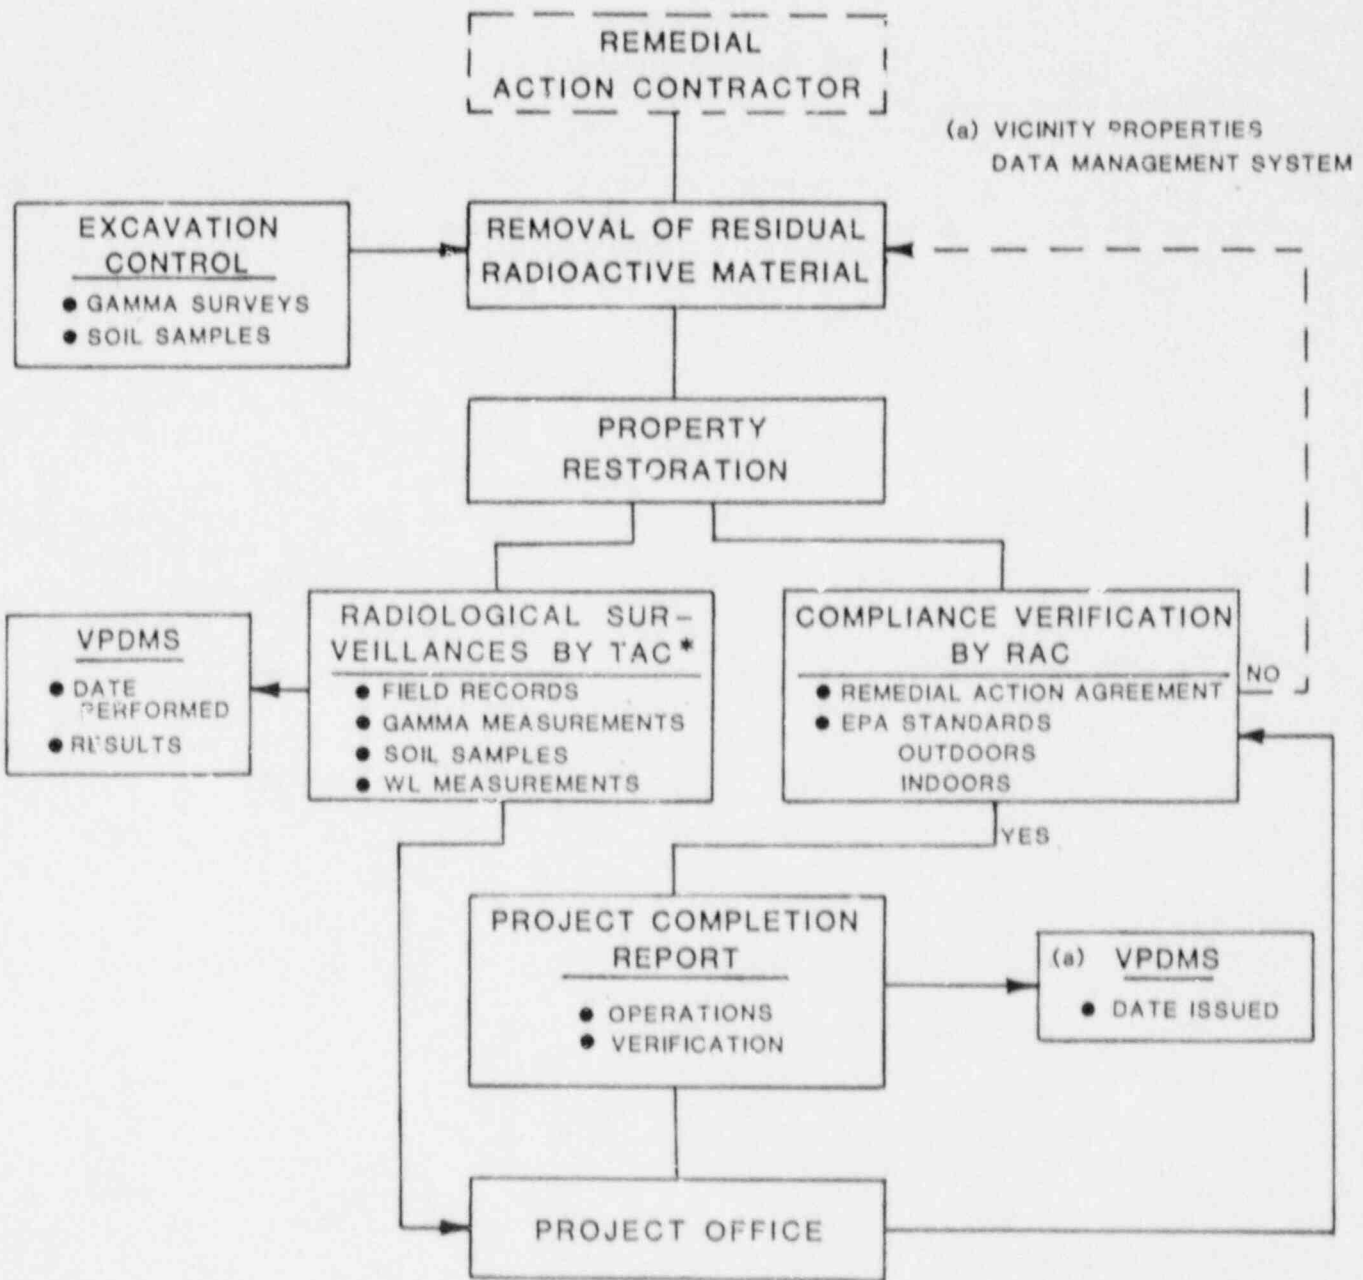 REMEDIAL
ACTION CONTRACTOR
(a) VICINITY PROPERTIES
DATA MANAGEMENT SYSTEM
EXCAVATION
CONTROL
● GAMMA SURVEYS
● SOIL SAMPLES
REMOVAL OF RESIDUAL
RADIOACTIVE MATERIAL
PROPERTY
RESTORATION
VPDMS
● DATE
PERFORMED
● RESULTS
RADIOLOGICAL SUR-
VEILLANCES BY TAC*
● FIELD RECORDS
● GAMMA MEASUREMENTS
● SOIL SAMPLES
● WL MEASUREMENTS
COMPLIANCE VERIFICATION
BY RAC
● REMEDIAL ACTION AGREEMENT
● EPA STANDARDS
OUTDOORS
INDOORS
NO
YES
PROJECT COMPLETION
REPORT
● OPERATIONS
● VERIFICATION
(a) VPDMS
● DATE ISSUED
PROJECT OFFICE